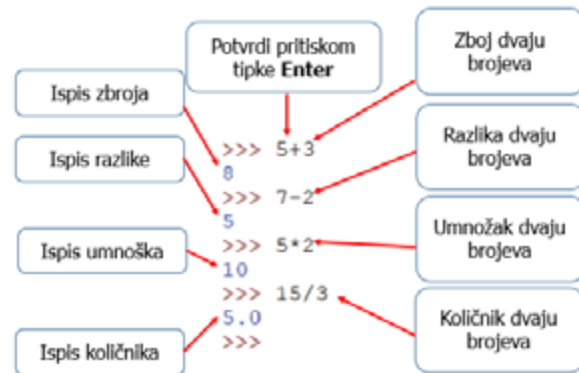 Potvrdi pritiskom
tipke Enter
Zboj dvaju
brojeva
Ispis zbroja
Ispis razlike
Ispis umnoška
Ispis količnika
>>> 5+3
8
>>> 7-2
5
>>> 5*2
10
>>> 15/3
5.0
>>>
Razlika dvaju
brojeva
Umnožak dvaju
brojeva
Količnik dvaju
brojeva